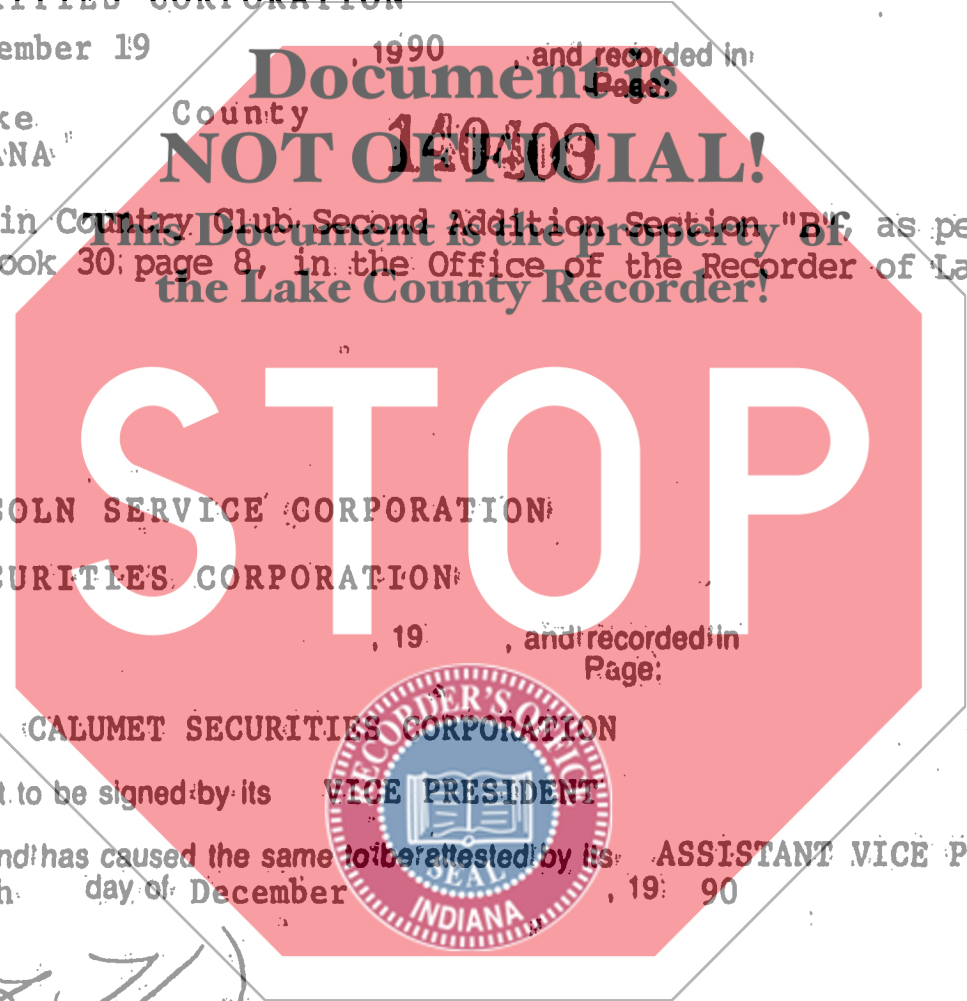 CORPORATION
ember 19 , 1990 , and recorded in
Page:
ke County
ANA"
Document is
NOT OFFICIAL!
This Document is the property of
the Lake County Recorder!
in Country Club Second Addition Section "B", as pe
ook 30, page 8, in the Office of the Recorder of La
STOP
OLN SERVICE CORPORATION
CURITIES CORPORATION
, 19 , and recorded in
Page:
CALUMET SECURITIES CORPORATION
t to be signed by its VICE PRESIDENT
nd has caused the same to be attested by its ASSISTANT VICE P
h day of December , 19 90
RECORDER'S OFFICE
SEAL
INDIANA